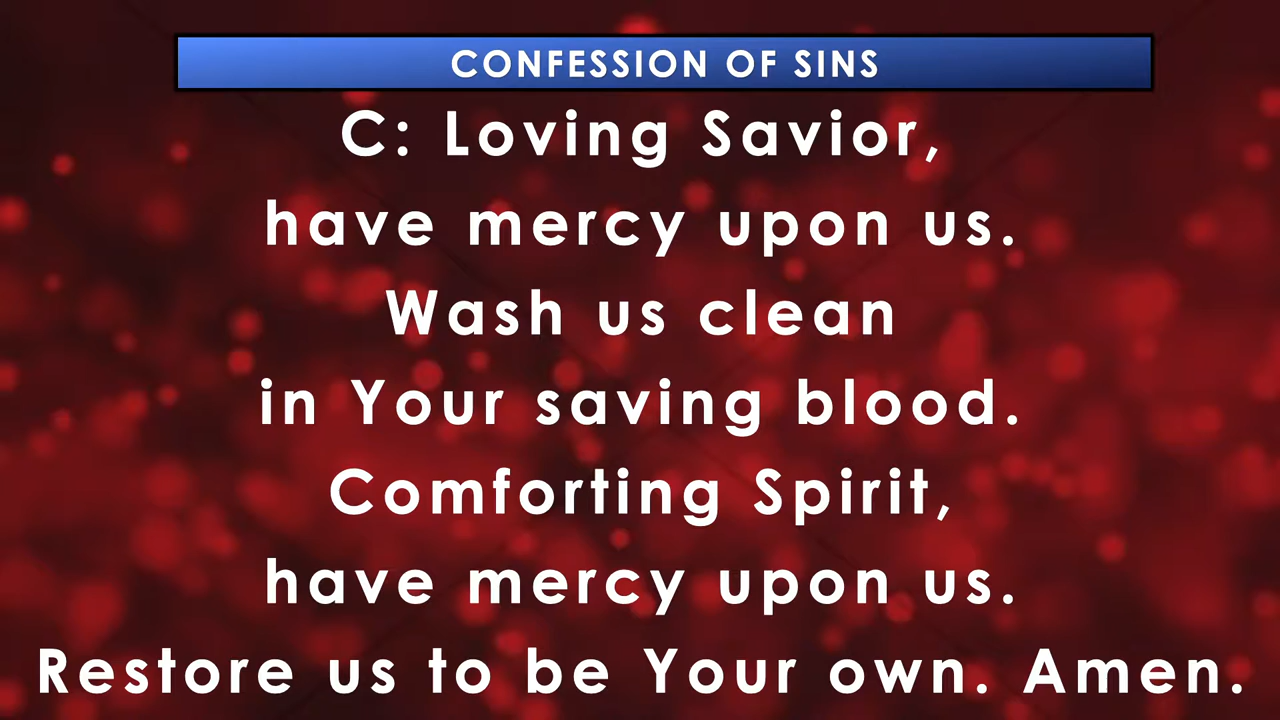 CONFESSION OF SINS
C: Loving Savior,
have mercy upon us.
Wash us clean
in Your saving blood.
Comforting Spirit,
have mercy upon us.
Restore us to be Your own. Amen.